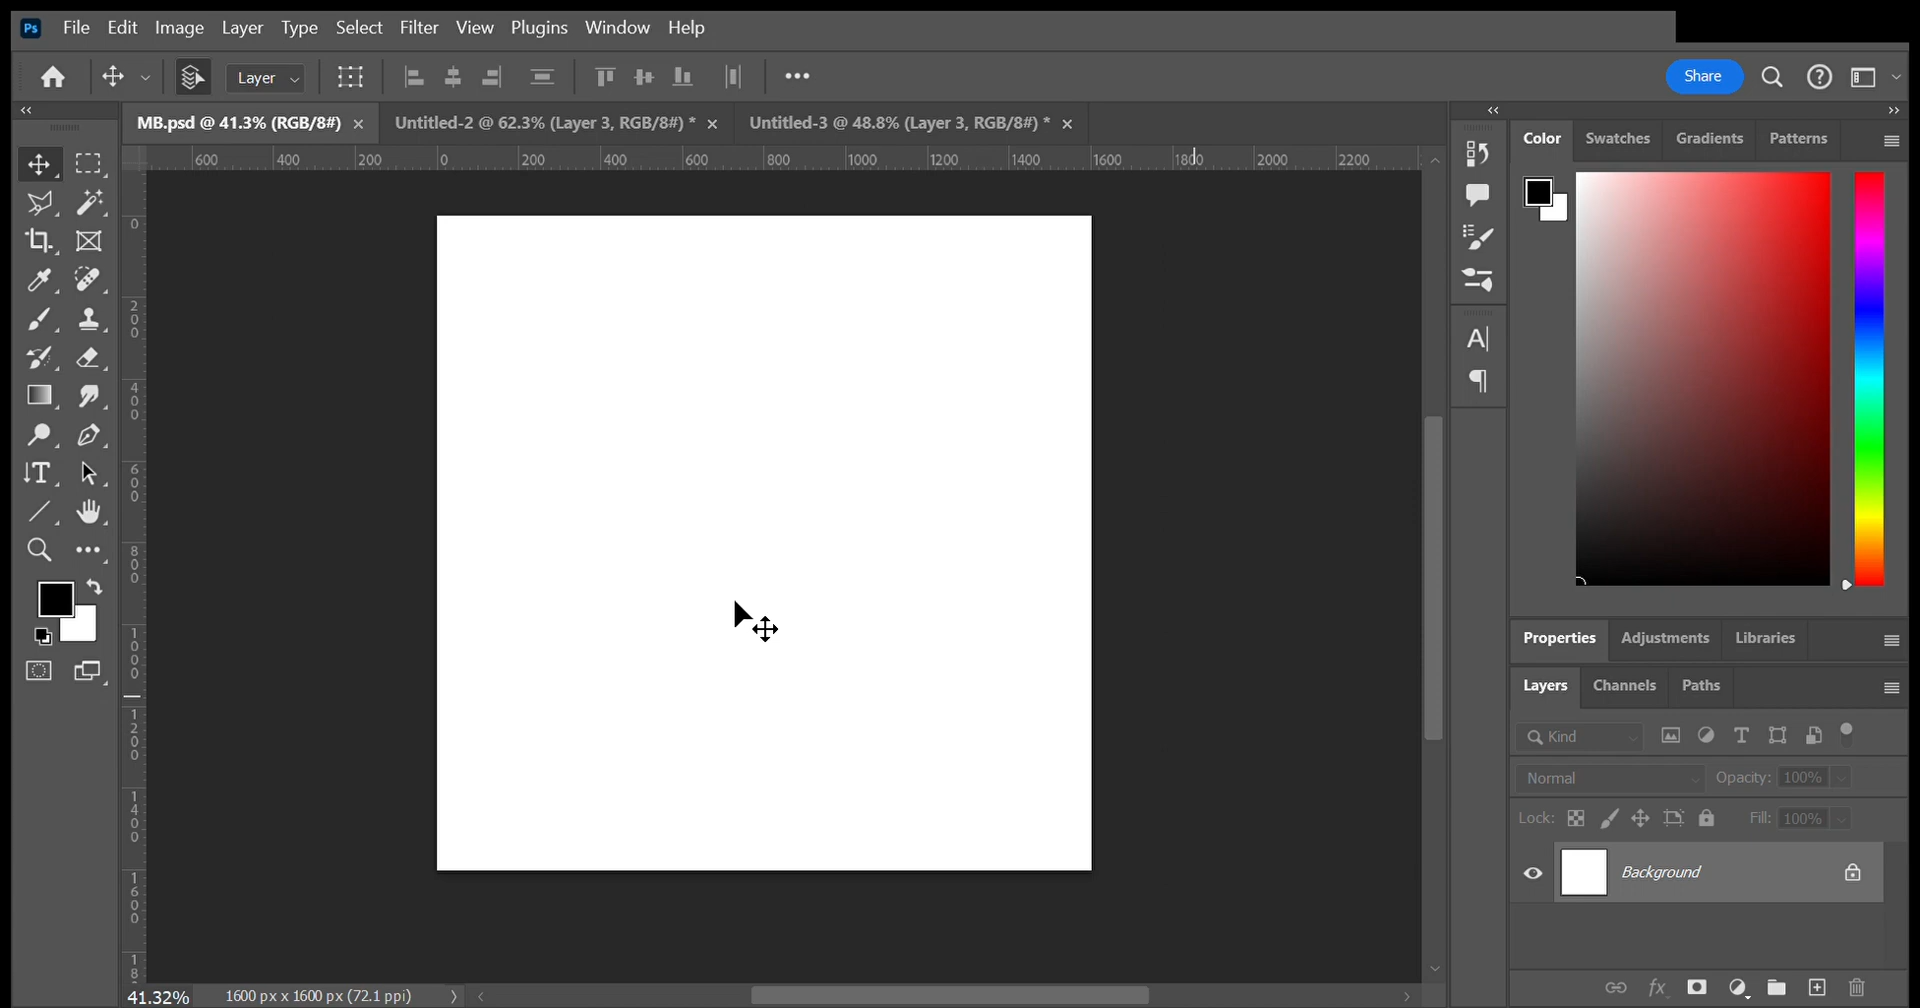 Ps File Edit Image Layer Type Select Filter View Plugins Window Help
Layer Share
MB.psd @ 41.3% (RGB/8#) Untitled-2 @ 62.3% (Layer 3, RGB/8#) * Untitled-3 @ 48.8% (Layer 3, RGB/8#) *
Color Swatches Gradients Patterns
600 400 200 0 200 400 600 800 1000 1200 1400 1600 1800 2000 2200
0
200
400
600
800
1000
1200
1400
1600
18
Properties Adjustments Libraries
Layers Channels Paths
Kind
Normal Opacity: 100%
Lock: Fill: 100%
Background
fx
41.32% 1600 px x 1600 px (72.1 ppi)